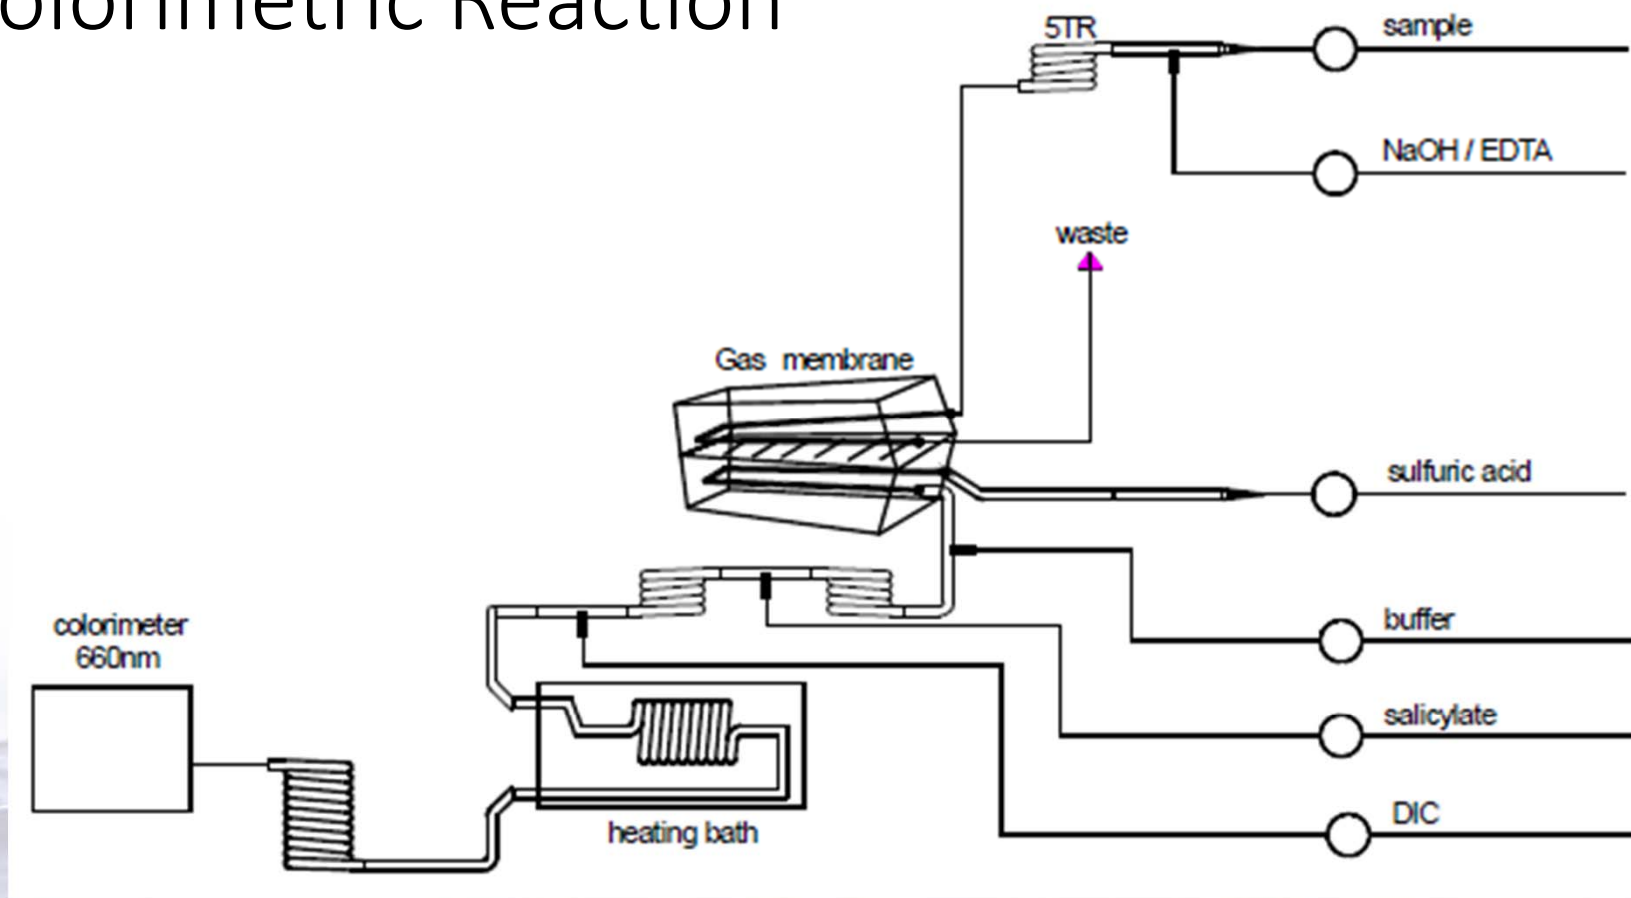 olorimetric Reaction
5TR
sample
NaOH / EDTA
waste
Gas membrane
sulfuric acid
buffer
colorimeter
660nm
salicylate
DIC
heating bath